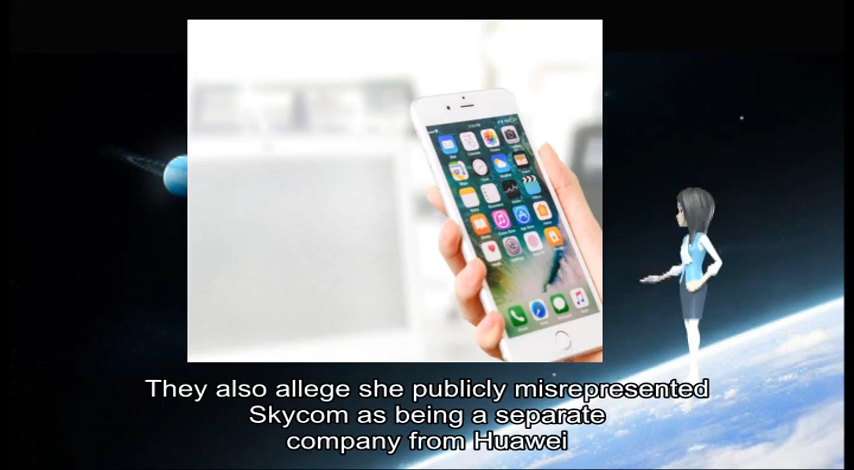 They also allege she publicly misrepresented
Skycom as being a separate
company from Huawei